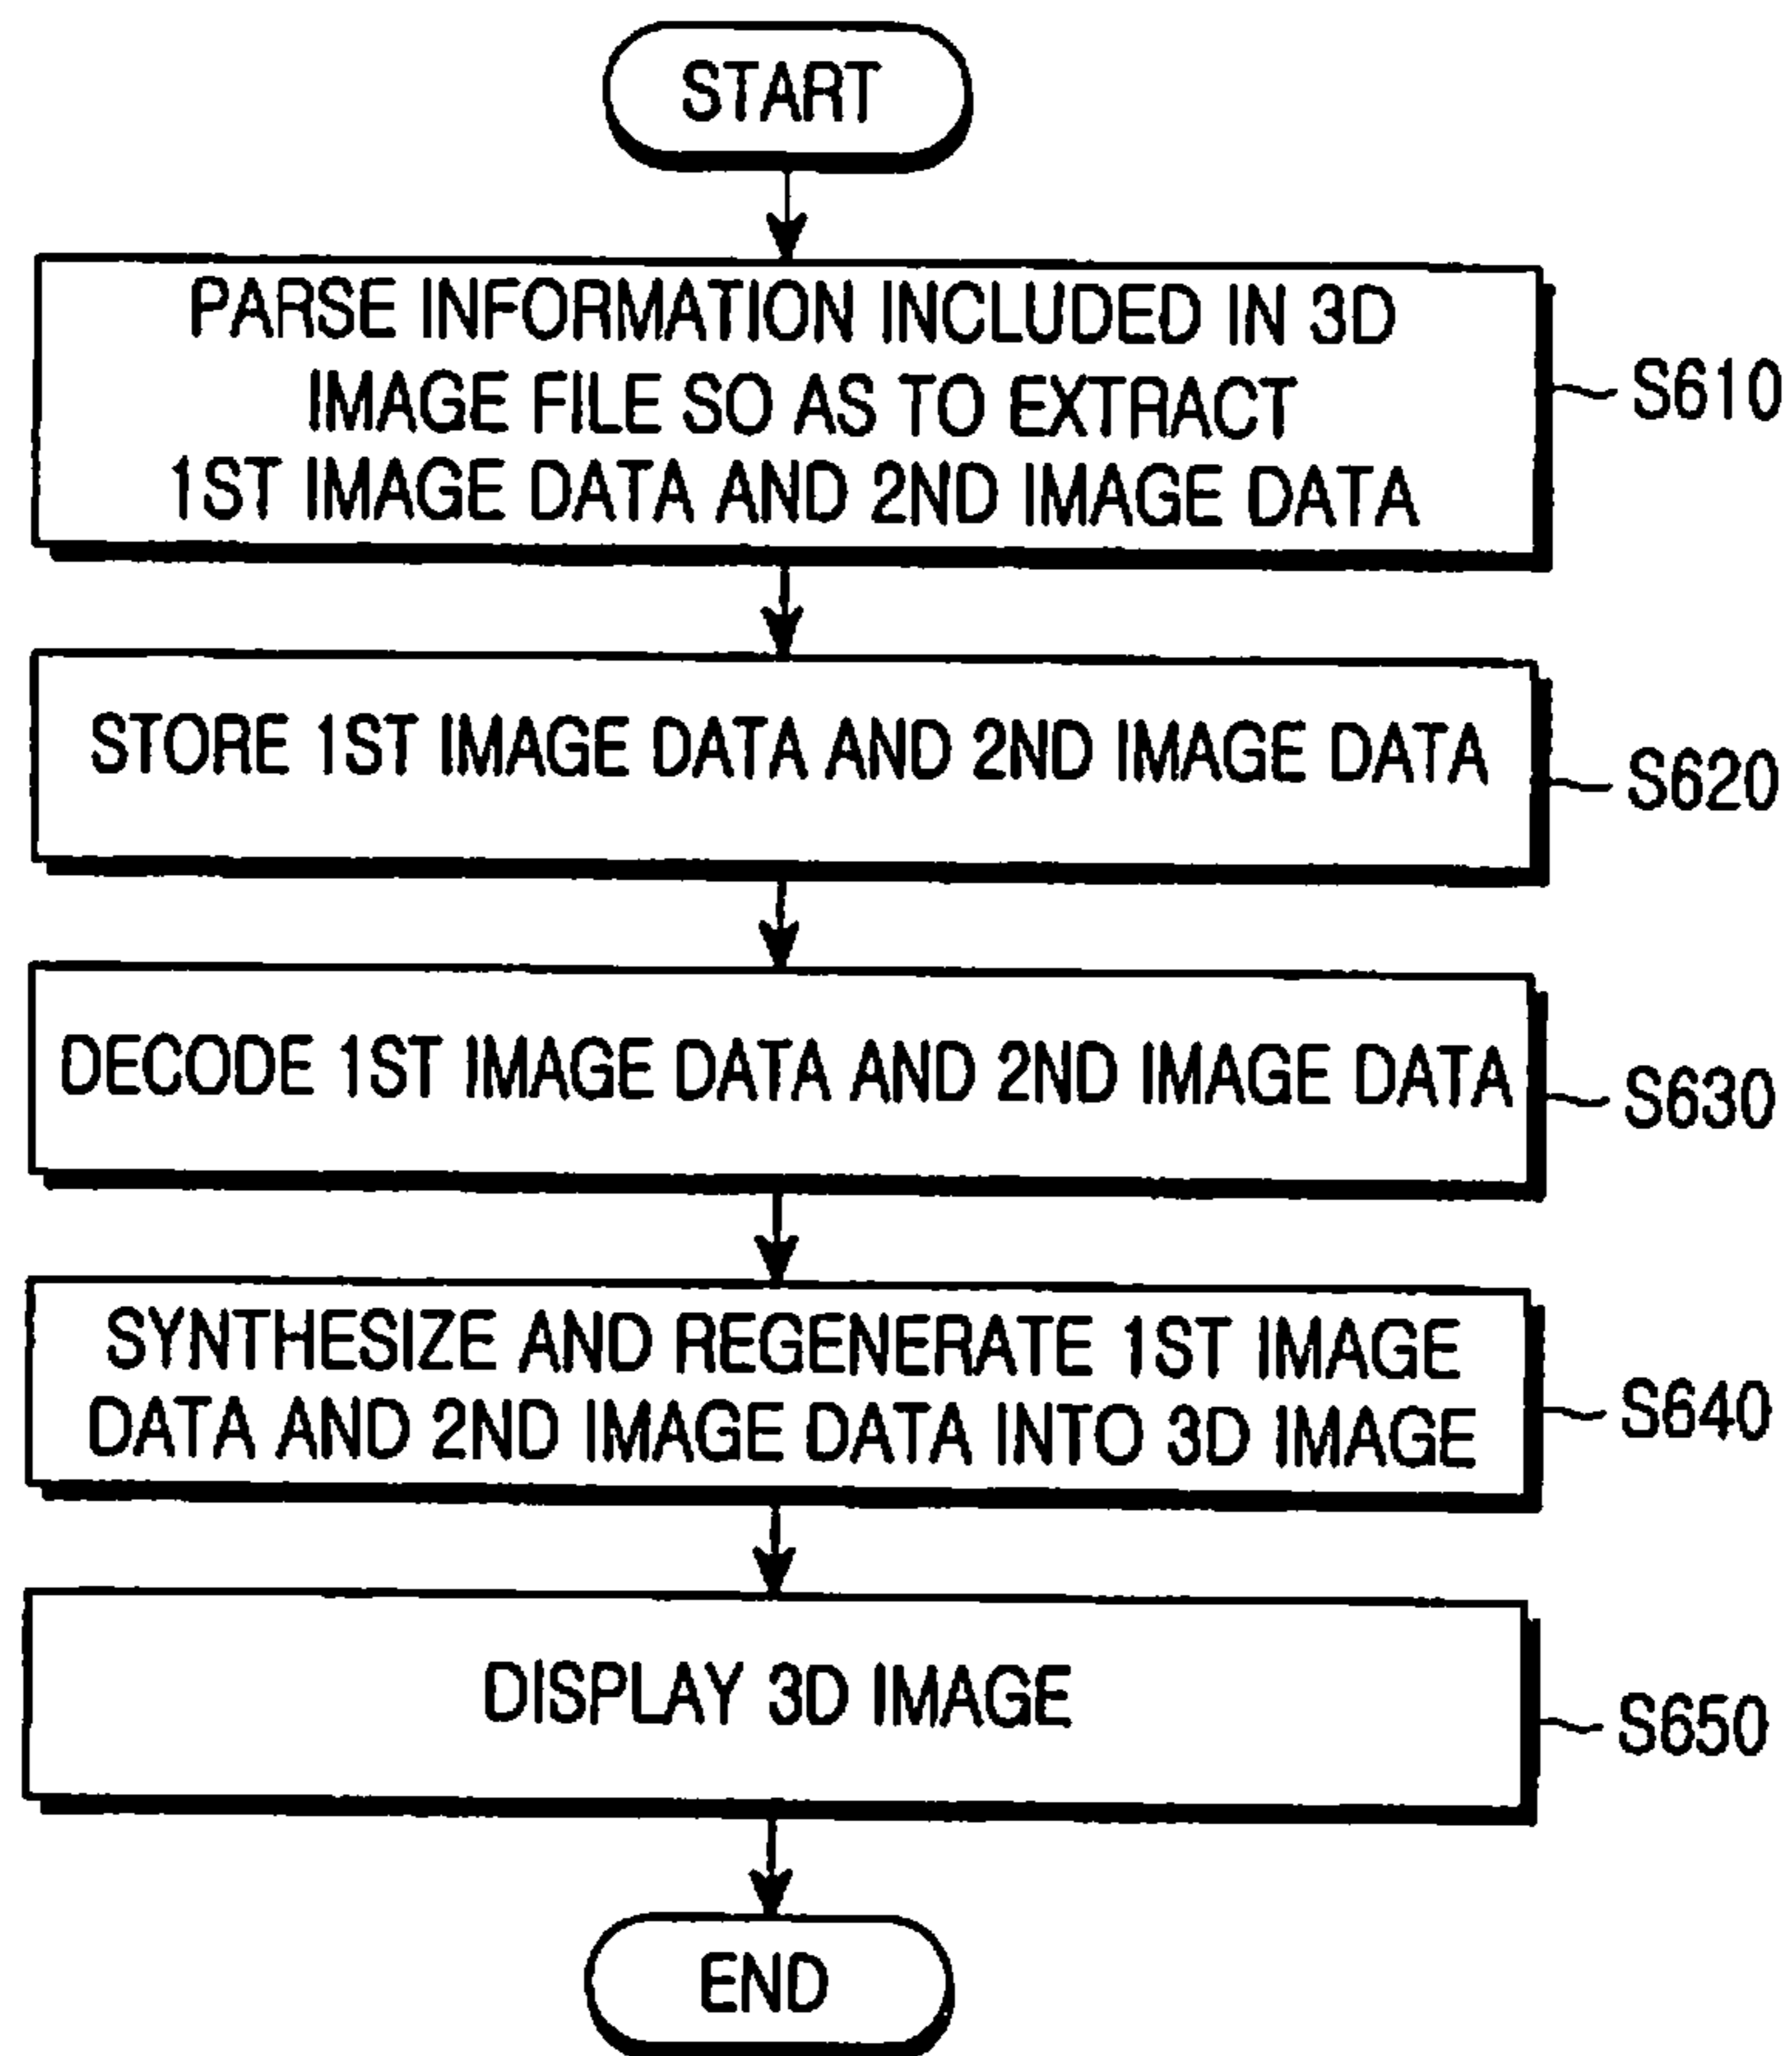 START
PARSE INFORMATION INCLUDED IN 3D
IMAGE FILE SO AS TO EXTRACT
1ST IMAGE DATA AND 2ND IMAGE DATA
S610
STORE 1ST IMAGE DATA AND 2ND IMAGE DATA
S620
DECODE 1ST IMAGE DATA AND 2ND IMAGE DATA
S630
SYNTHESIZE AND REGENERATE 1ST IMAGE
DATA AND 2ND IMAGE DATA INTO 3D IMAGE
S640
DISPLAY 3D IMAGE
S650
END